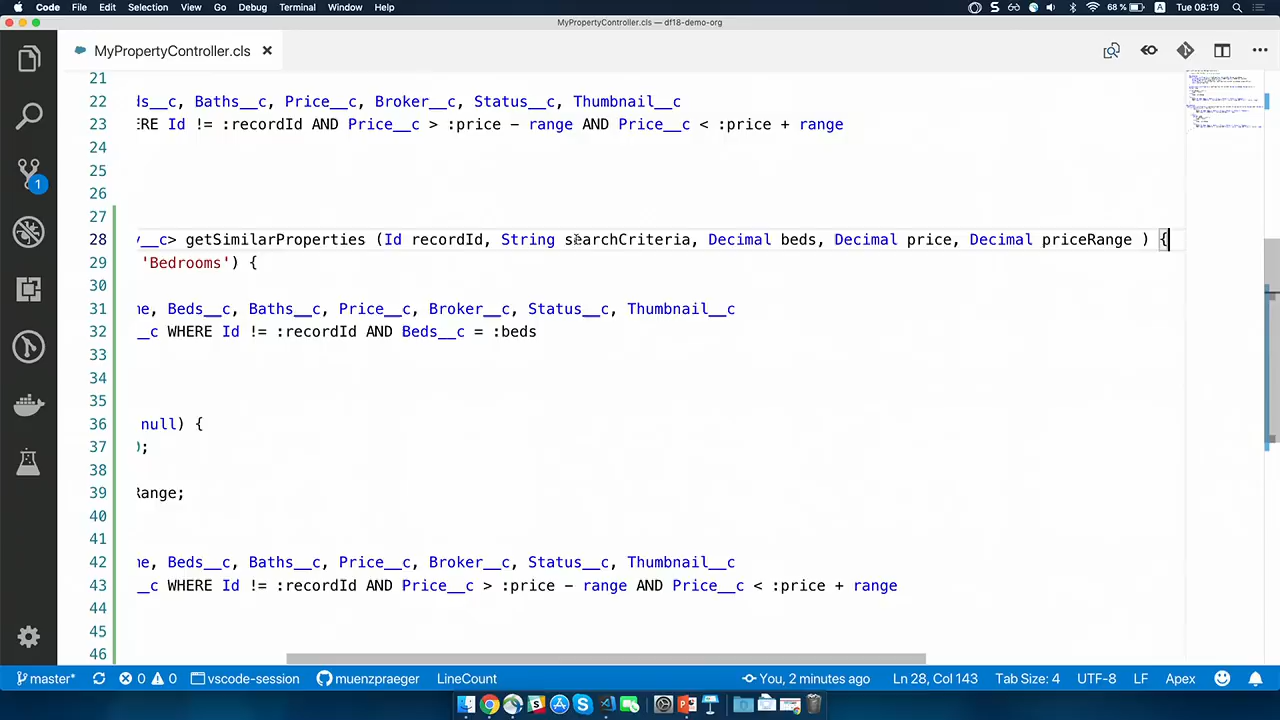 Code File Edit Selection View Go Debug Terminal Window Help 68 % A Tue 08:19
MyPropertyController.cls — df18-demo-org
MyPropertyController.cls
21
22 ds__c, Baths__c, Price__c, Broker__c, Status__c, Thumbnail__c
23 ERE Id != :recordId AND Price__c > :price - range AND Price__c < :price + range
24
25
26
27
28 y__c> getSimilarProperties (Id recordId, String searchCriteria, Decimal beds, Decimal price, Decimal priceRange ) {
29 'Bedrooms') {
30
31 me, Beds__c, Baths__c, Price__c, Broker__c, Status__c, Thumbnail__c
32 __c WHERE Id != :recordId AND Beds__c = :beds
33
34
35
36 null) {
37 );
38
39 Range;
40
41
42 me, Beds__c, Baths__c, Price__c, Broker__c, Status__c, Thumbnail__c
43 __c WHERE Id != :recordId AND Price__c > :price - range AND Price__c < :price + range
44
45
46
1
master* 0 0 vscode-session muenzpraeger LineCount You, 2 minutes ago Ln 28, Col 143 Tab Size: 4 UTF-8 LF Apex